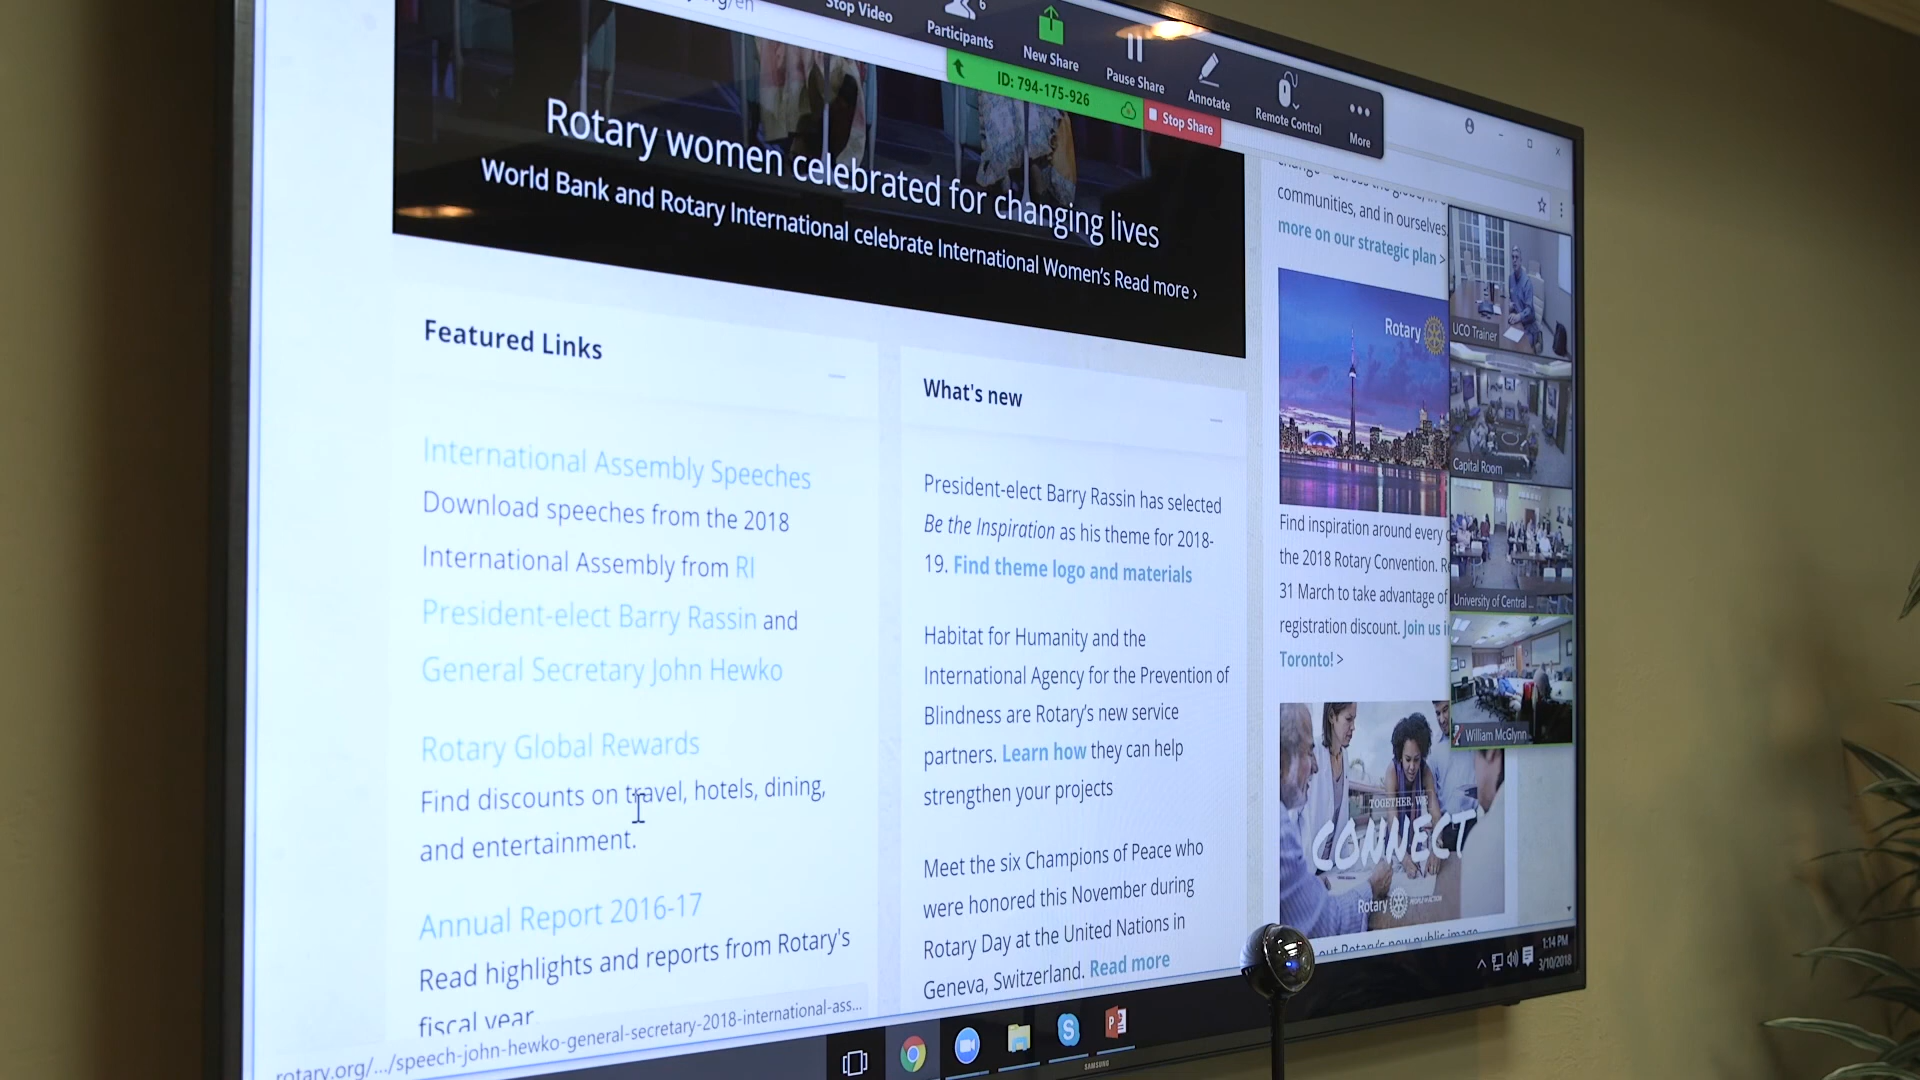 Stop Video
Participants
6
New Share
Pause Share
Annotate
Remote Control
More
ID: 794-175-926
Stop Share
Rotary women celebrated for changing lives
World Bank and Rotary International celebrate International Women's Read more ›
Featured Links
International Assembly Speeches
Download speeches from the 2018
International Assembly from RI
President-elect Barry Rassin and
General Secretary John Hewko
Rotary Global Rewards
Find discounts on travel, hotels, dining,
and entertainment.
Annual Report 2016-17
Read highlights and reports from Rotary's
fiscal year
rotary.org/.../speech-john-hewko-general-secretary-2018-international-ass...
What's new
President-elect Barry Rassin has selected
Be the Inspiration as his theme for 2018-
19. Find theme logo and materials
Habitat for Humanity and the
International Agency for the Prevention of
Blindness are Rotary's new service
partners. Learn how they can help
strengthen your projects
Meet the six Champions of Peace who
were honored this November during
Rotary Day at the United Nations in
Geneva, Switzerland. Read more
communities, and in ourselves.
more on our strategic plan >
Rotary
Find inspiration around every
the 2018 Rotary Convention.
31 March to take advantage of
registration discount. Join us
Toronto! >
TOGETHER, WE
CONNECT
Rotary
out Rotary's new public image
UCO Trainer
Capital Room
University of Central ...
William McGlynn
1:14 PM
3/10/2018
SAMSUNG